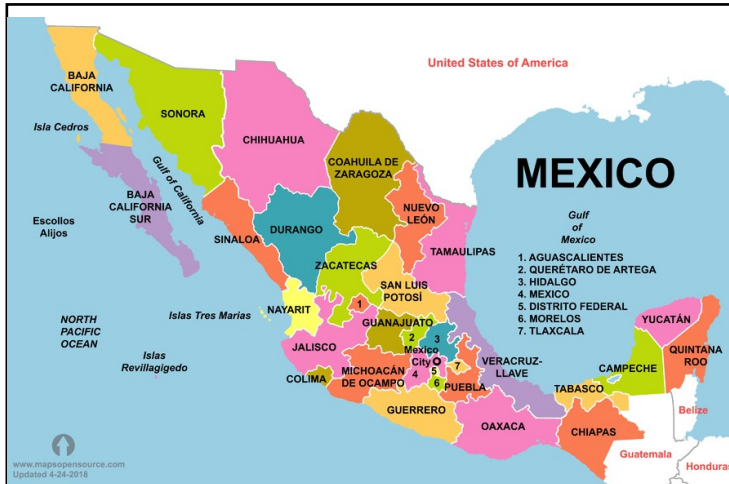 United States of America
MEXICO
Gulf
of
Mexico
1. AGUASCALIENTES
2. QUERÉTARO DE ARTEGA
3. HIDALGO
4. MEXICO
5. DISTRITO FEDERAL
6. MORELOS
7. TLAXCALA
BAJA
CALIFORNIA
SONORA
CHIHUAHUA
Isla Cedros
COAHUILA DE
ZARAGOZA
Gulf of California
BAJA
CALIFORNIA
SUR
NUEVO
LEÓN
Escollos
Alijos
SINALOA
DURANGO
TAMAULIPAS
ZACATECAS
SAN LUIS
POTOSÍ
Islas Tres Marias
NAYARIT
1
NORTH
PACIFIC
OCEAN
GUANAJUATO
2
3
JALISCO
Mexico
City
Islas
Revillagigedo
COLIMA
MICHOACÁN
DE OCAMPO
4
5
6
7
PUEBLA
VERACRUZ-
LLAVE
GUERRERO
OAXACA
TABASCO
CHIAPAS
CAMPECHE
YUCATÁN
QUINTANA
ROO
Belize
Guatemala
Honduras
www.mapsopensource.com
Updated 4-24-2018